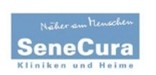 Näher am Menschen
SeneCura
Kliniken und Heime